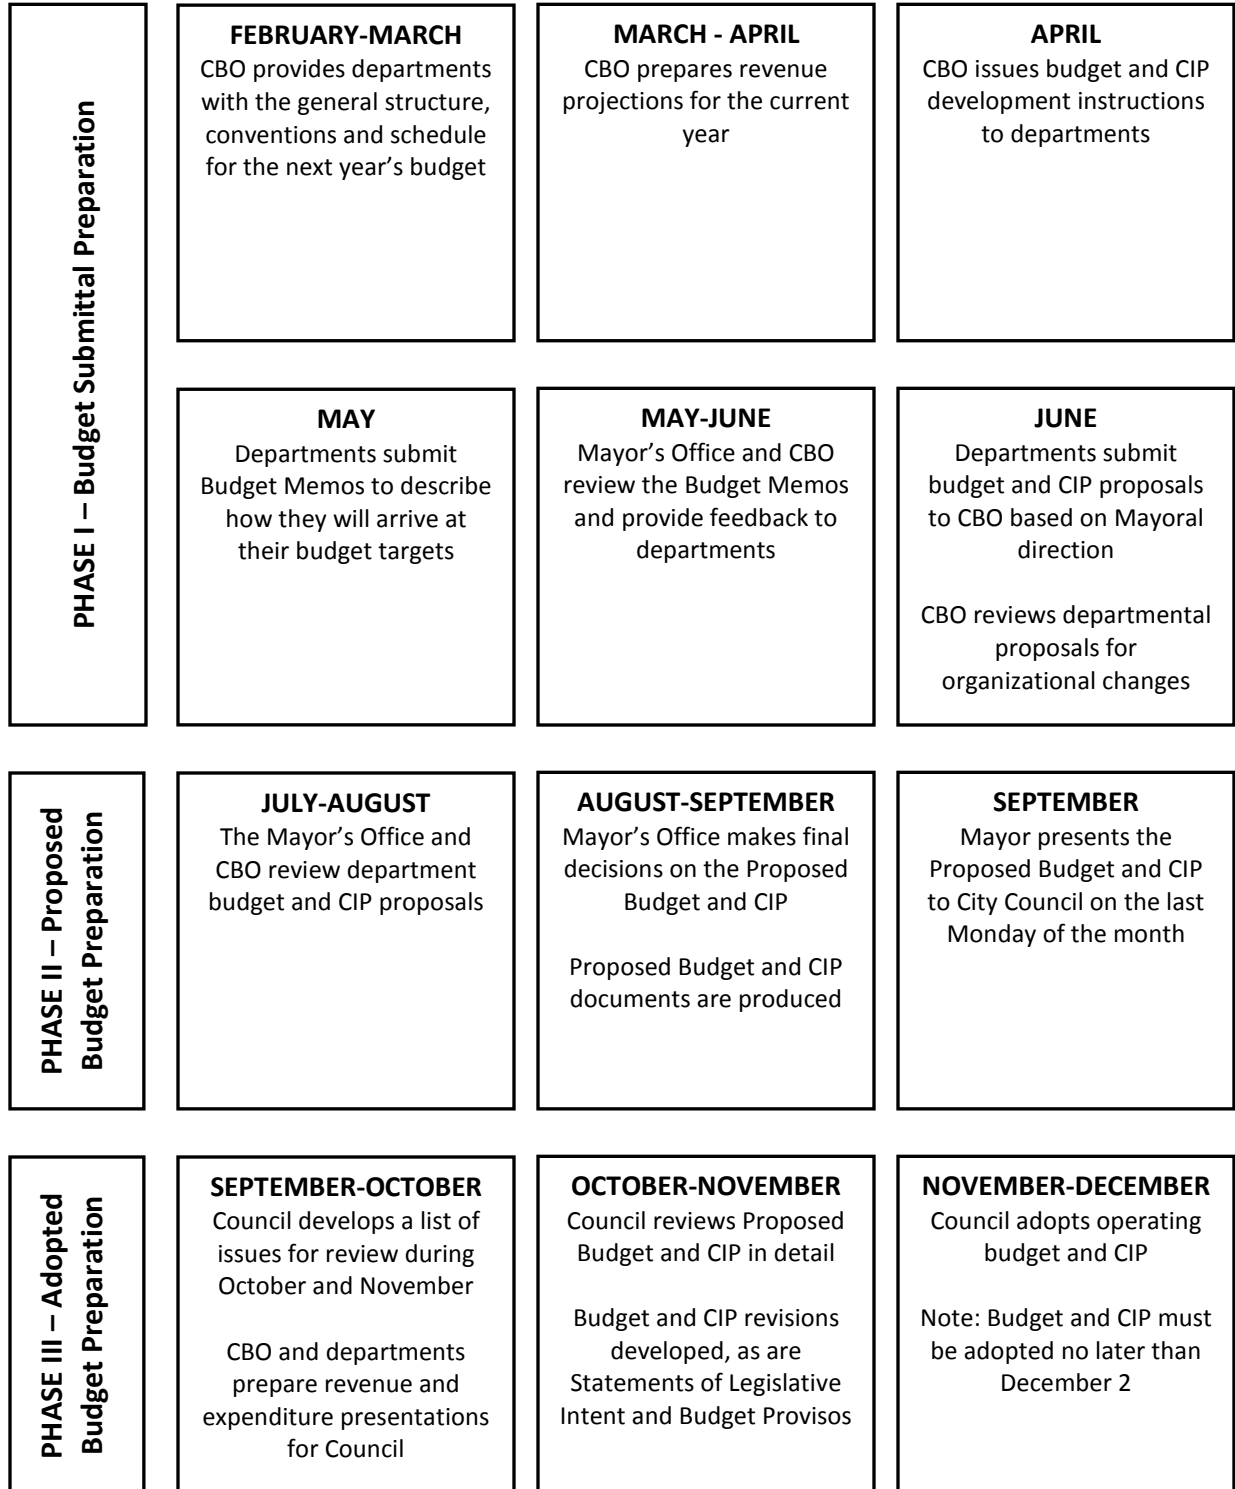 PHASE I – Budget Submittal Preparation
FEBRUARY-MARCH
CBO provides departments
with the general structure,
conventions and schedule
for the next year’s budget
MARCH - APRIL
CBO prepares revenue
projections for the current
year
APRIL
CBO issues budget and CIP
development instructions
to departments
MAY
Departments submit
Budget Memos to describe
how they will arrive at
their budget targets
MAY-JUNE
Mayor’s Office and CBO
review the Budget Memos
and provide feedback to
departments
JUNE
Departments submit
budget and CIP proposals
to CBO based on Mayoral
direction
CBO reviews departmental
proposals for
organizational changes
PHASE II – Proposed
Budget Preparation
JULY-AUGUST
The Mayor’s Office and
CBO review department
budget and CIP proposals
AUGUST-SEPTEMBER
Mayor’s Office makes final
decisions on the Proposed
Budget and CIP
Proposed Budget and CIP
documents are produced
SEPTEMBER
Mayor presents the
Proposed Budget and CIP
to City Council on the last
Monday of the month
PHASE III – Adopted
Budget Preparation
SEPTEMBER-OCTOBER
Council develops a list of
issues for review during
October and November
CBO and departments
prepare revenue and
expenditure presentations
for Council
OCTOBER-NOVEMBER
Council reviews Proposed
Budget and CIP in detail
Budget and CIP revisions
developed, as are
Statements of Legislative
Intent and Budget Provisos
NOVEMBER-DECEMBER
Council adopts operating
budget and CIP
Note: Budget and CIP must
be adopted no later than
December 2